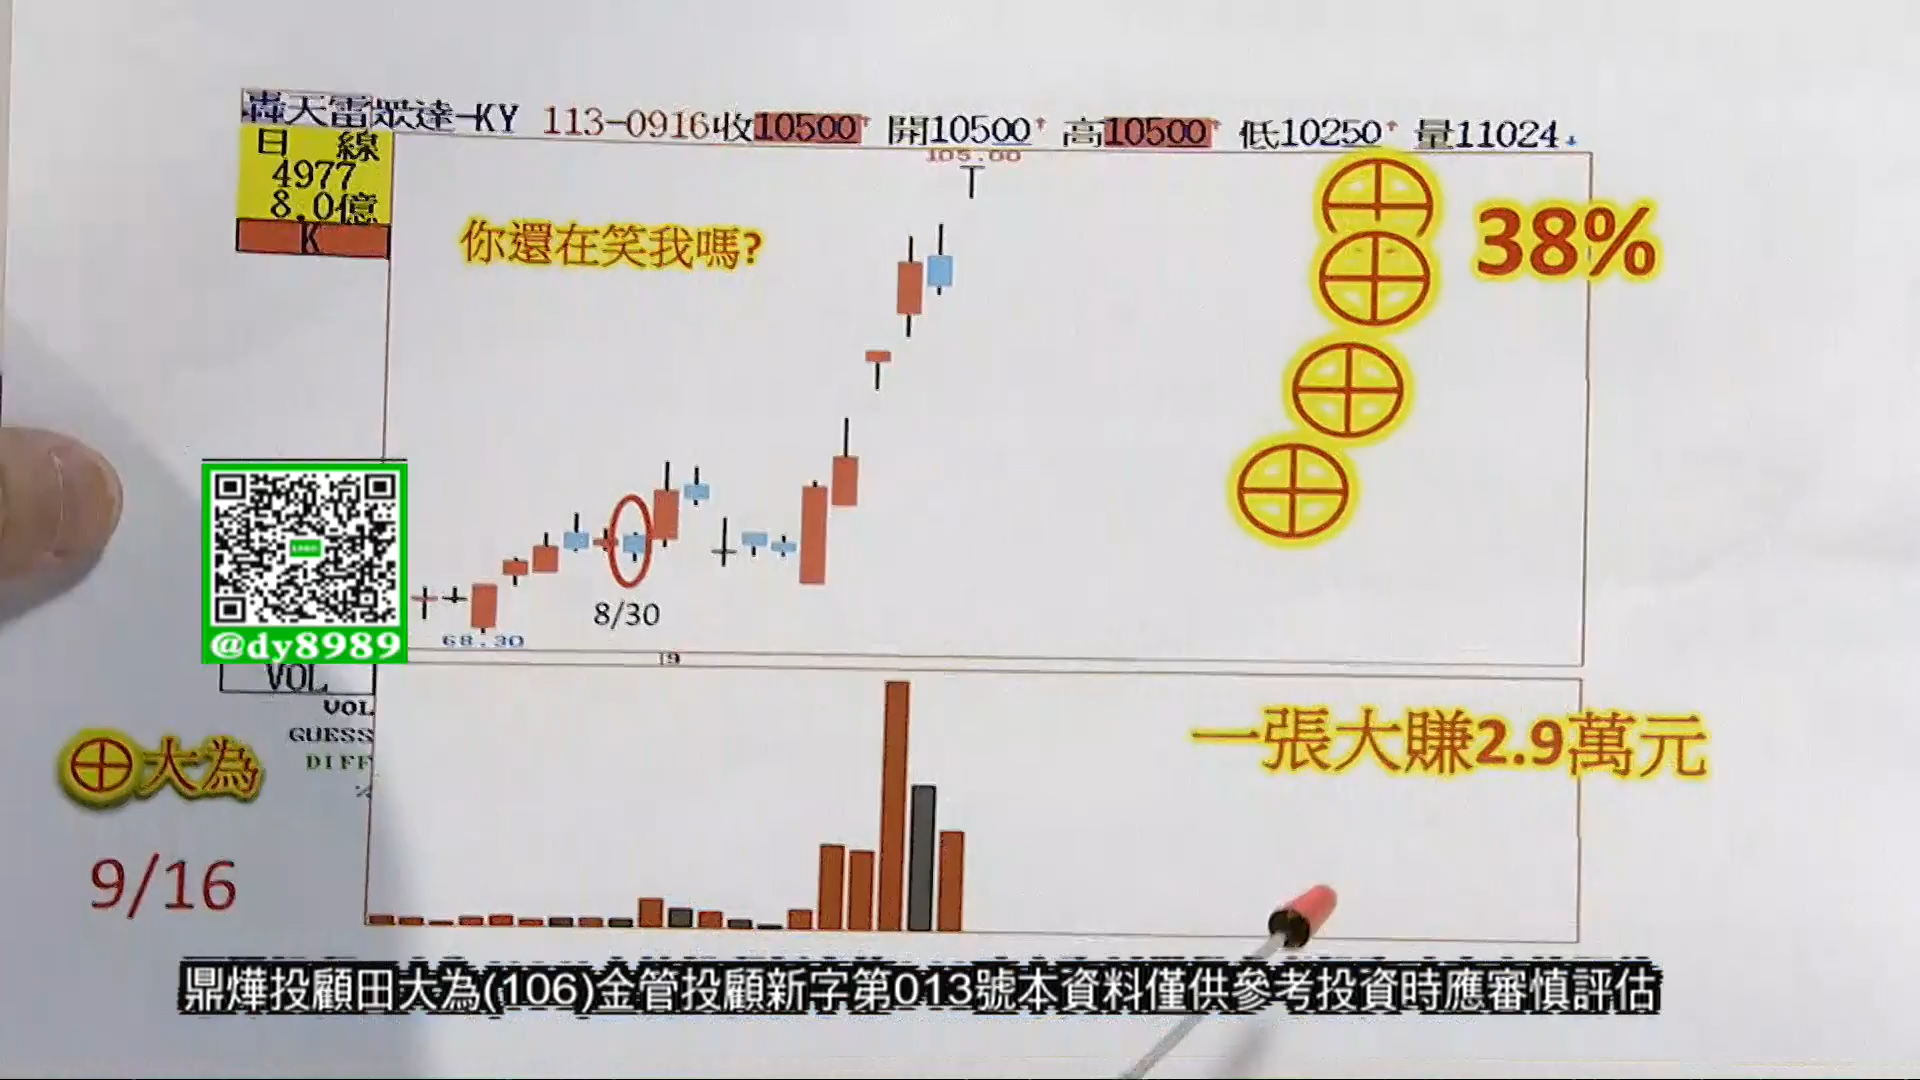 轟天雷眾達-KY 113-0916收10500 開10500 高10500 低10250 量11024
日 線
4977
8.0億
K
105.00
你還在笑我嗎?
38%
8/30
68.30
@dy8989
9
VOL
VOL
GUESS
DIFF
%
一張大賺2.9萬元
大為
9/16
鼎燁投顧田大為(106)金管投顧新字第013號本資料僅供參考投資時應審慎評估